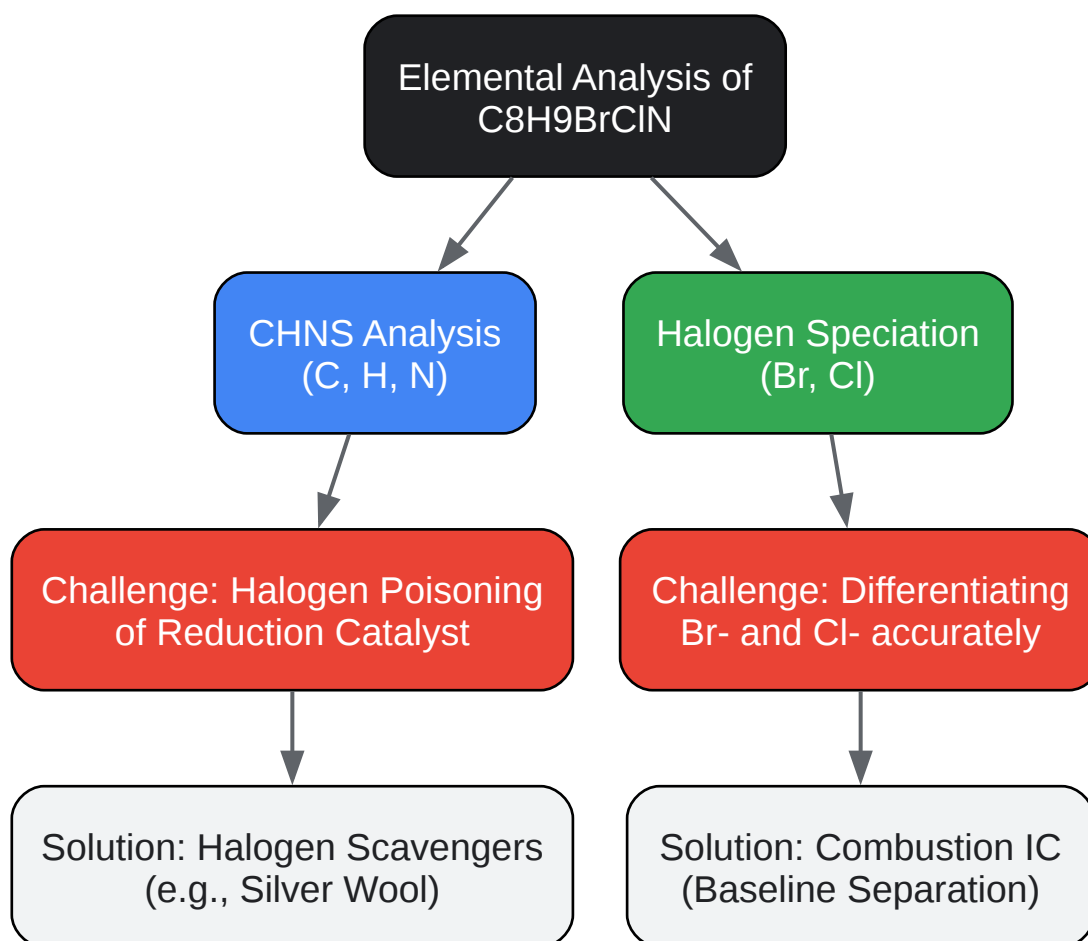 Elemental Analysis of
C8H9BrClN
CHNS Analysis
(C, H, N)
Halogen Speciation
(Br, Cl)
Challenge: Halogen Poisoning
of Reduction Catalyst
Challenge: Differentiating
Br- and Cl- accurately
Solution: Halogen Scavengers
(e.g., Silver Wool)
Solution: Combustion IC
(Baseline Separation)